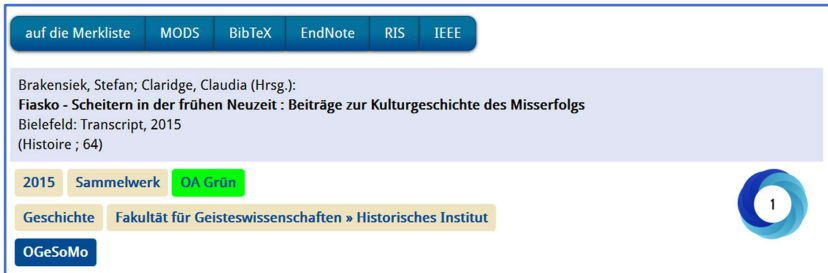 auf die Merkliste MODS BibTeX EndNote RIS IEEE
Brakensiek, Stefan; Claridge, Claudia (Hrsg.):
Fiasko - Scheitern in der frühen Neuzeit : Beiträge zur Kulturgeschichte des Misserfolgs
Bielefeld: Transcript, 2015
(Histoire ; 64)
2015 Sammelwerk OA Grün
1
Geschichte Fakultät für Geisteswissenschaften » Historisches Institut
OGeSoMo